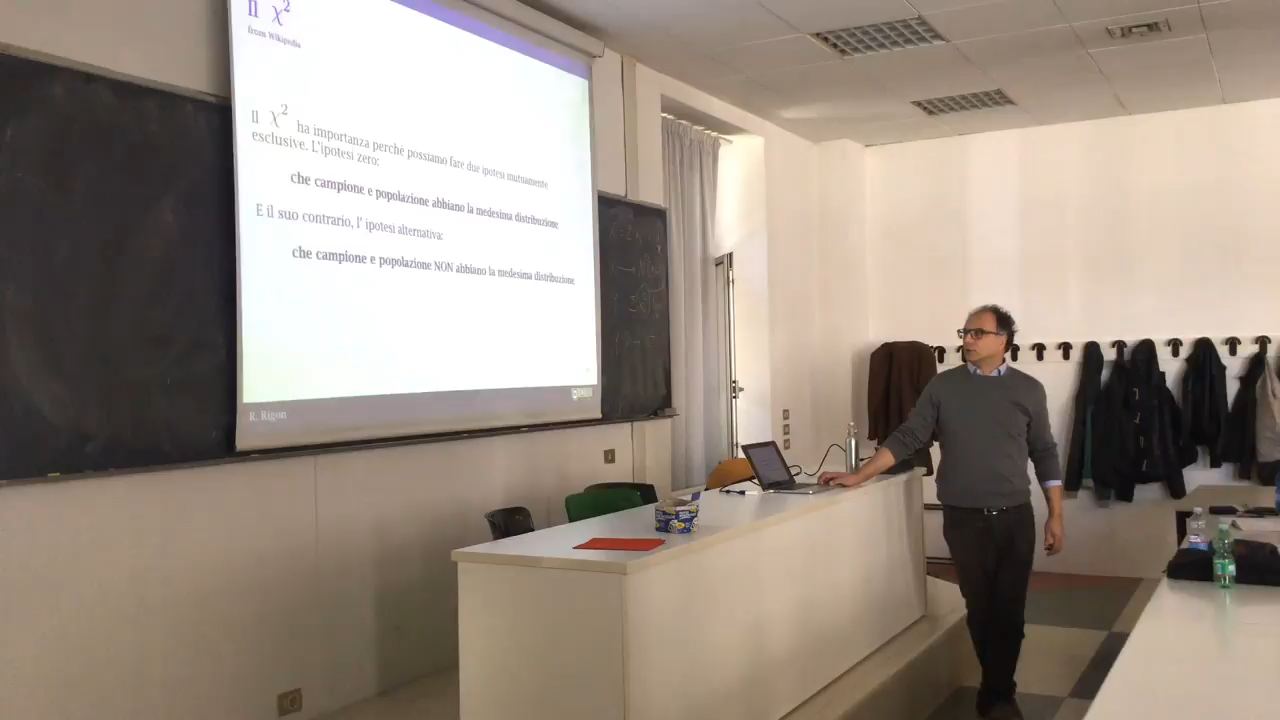 Il χ²
from Wikipedia
Il χ² ha importanza perché possiamo fare due ipotesi mutuamente
esclusive. L'ipotesi zero:
che campione e popolazione abbiano la medesima distribuzione
E il suo contrario, l' ipotesi alternativa:
che campione e popolazione NON abbiano la medesima distribuzione
R. Rigon